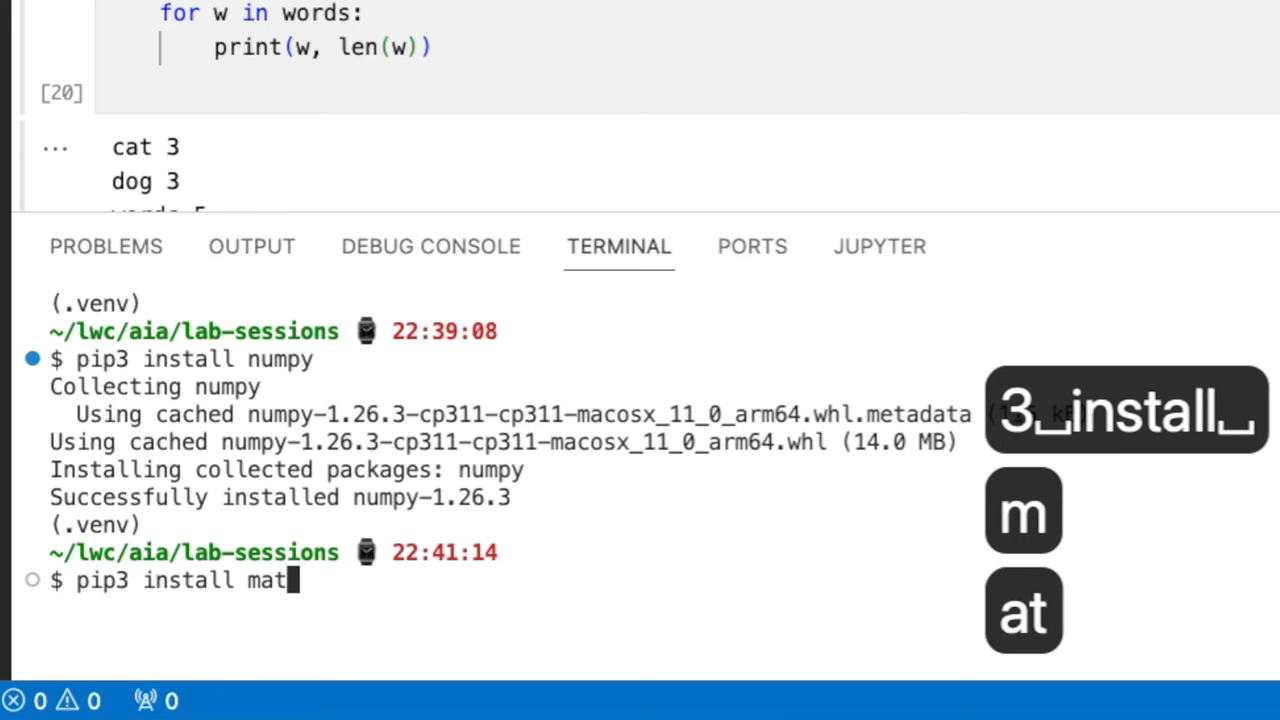 for w in words:
print(w, len(w))
[20]
cat 3
dog 3
PROBLEMS OUTPUT DEBUG CONSOLE TERMINAL PORTS JUPYTER
(.venv)
~/lwc/aia/lab-sessions 22:39:08
$ pip3 install numpy
Collecting numpy
Using cached numpy-1.26.3-cp311-cp311-macosx_11_0_arm64.whl.metadata
Using cached numpy-1.26.3-cp311-cp311-macosx_11_0_arm64.whl (14.0 MB)
Installing collected packages: numpy
Successfully installed numpy-1.26.3
(.venv)
~/lwc/aia/lab-sessions 22:41:14
$ pip3 install mat
3␣install␣
m
at
0 0 0